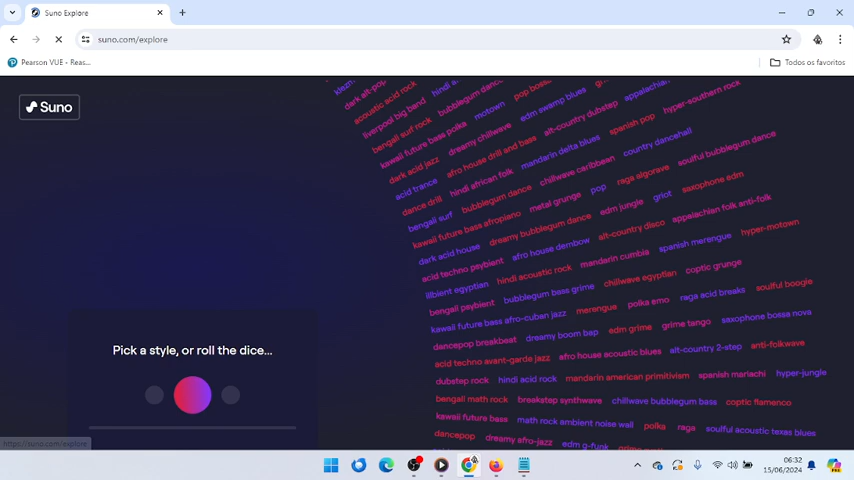 Suno Explore
suno.com/explore
Pearson VUE - Reas...
Todos os favoritos
Suno
dark alt-pop
acoustic acid rock
liverpool big band
hindi a
bubblegum dance
motown
pop boss
bengali surf rock
kawaii future bass polka
dreamy chillwave
edm swamp blues
appalachian
hyper-southern rock
dark acid jazz
afro house drill and bass
alt-country dubstep
spanish pop
acid trance
hindi african folk
mandarin delta blues
country dancehall
dance drill
bubblegum dance
chillwave caribbean
raga algorave
soulful bubblegum dance
bengali surf
metal grunge
pop
kawaii future bass afropiano
edm jungle
griot
saxophone edm
dark acid house
dreamy bubblegum dance
alt-country disco
appalachian folk anti-folk
acid techno psybient
afro house dembow
spanish merengue
hyper-motown
illbient egyptian
hindi acoustic rock
mandarin cumbia
bengali psybient
bubblegum bass grime
chillwave egyptian
coptic grunge
kawaii future bass afro-cuban jazz
merengue
polka emo
raga acid breaks
soulful boogie
dancepop breakbeat
dreamy boom bap
edm grime
grime tango
saxophone bossa nova
acid techno avant-garde jazz
afro house acoustic blues
alt-country 2-step
anti-folkwave
dubstep rock
hindi acid rock
mandarin american primitivism
spanish mariachi
hyper-jungle
bengali math rock
breakstep synthwave
chillwave bubblegum bass
coptic flamenco
kawaii future bass
math rock ambient noise wall
polka
raga
soulful acoustic texas blues
dancepop
dreamy afro-jazz
edm g-funk
Pick a style, or roll the dice...
https://suno.com/explore
06:32
15/06/2024